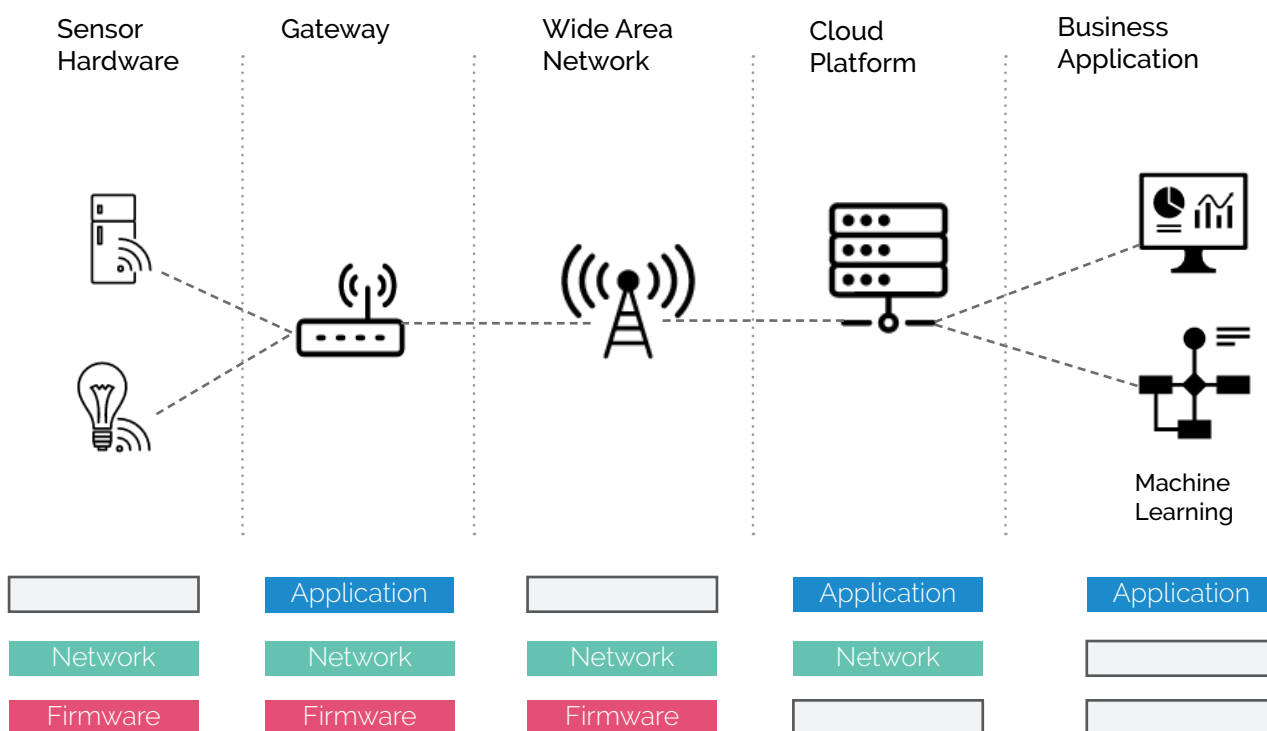 Sensor
Hardware
Gateway
Wide Area
Network
Cloud
Platform
Business
Application
Machine
Learning
Application
Application
Application
Network
Network
Network
Network
Firmware
Firmware
Firmware